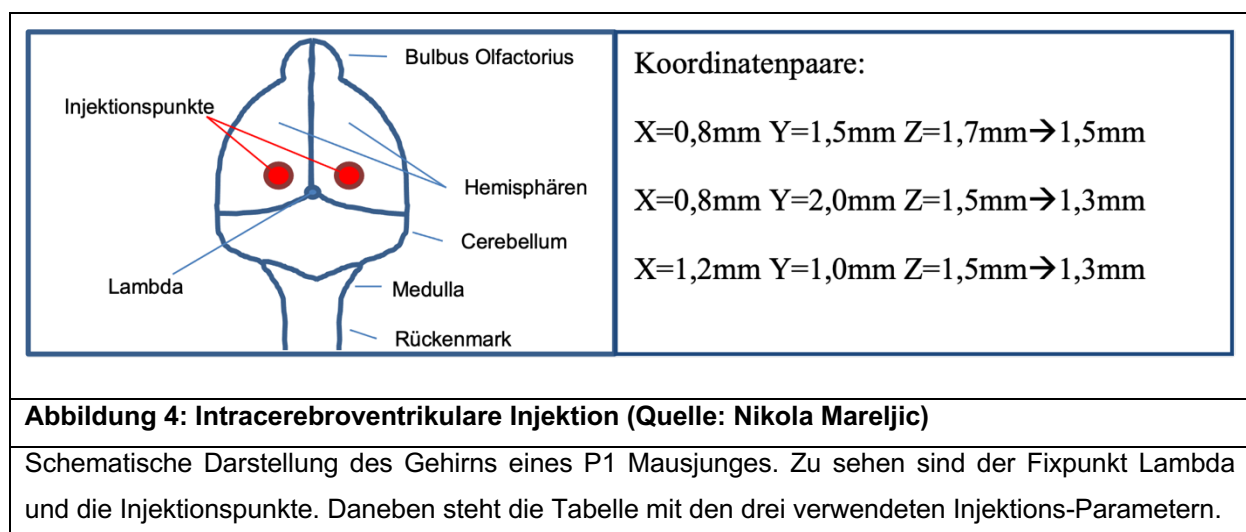 Bulbus Olfactorius
Injektionspunkte
Hemisphären
Cerebellum
Lambda
Medulla
Rückenmark
Koordinatenpaare:
X=0,8mm Y=1,5mm Z=1,7mm→1,5mm
X=0,8mm Y=2,0mm Z=1,5mm→1,3mm
X=1,2mm Y=1,0mm Z=1,5mm→1,3mm
Abbildung 4: Intracerebroventrikulare Injektion (Quelle: Nikola Mareljic)
Schematische Darstellung des Gehirns eines P1 Mausjunges. Zu sehen sind der Fixpunkt Lambda
und die Injektionspunkte. Daneben steht die Tabelle mit den drei verwendeten Injektions-Parametern.